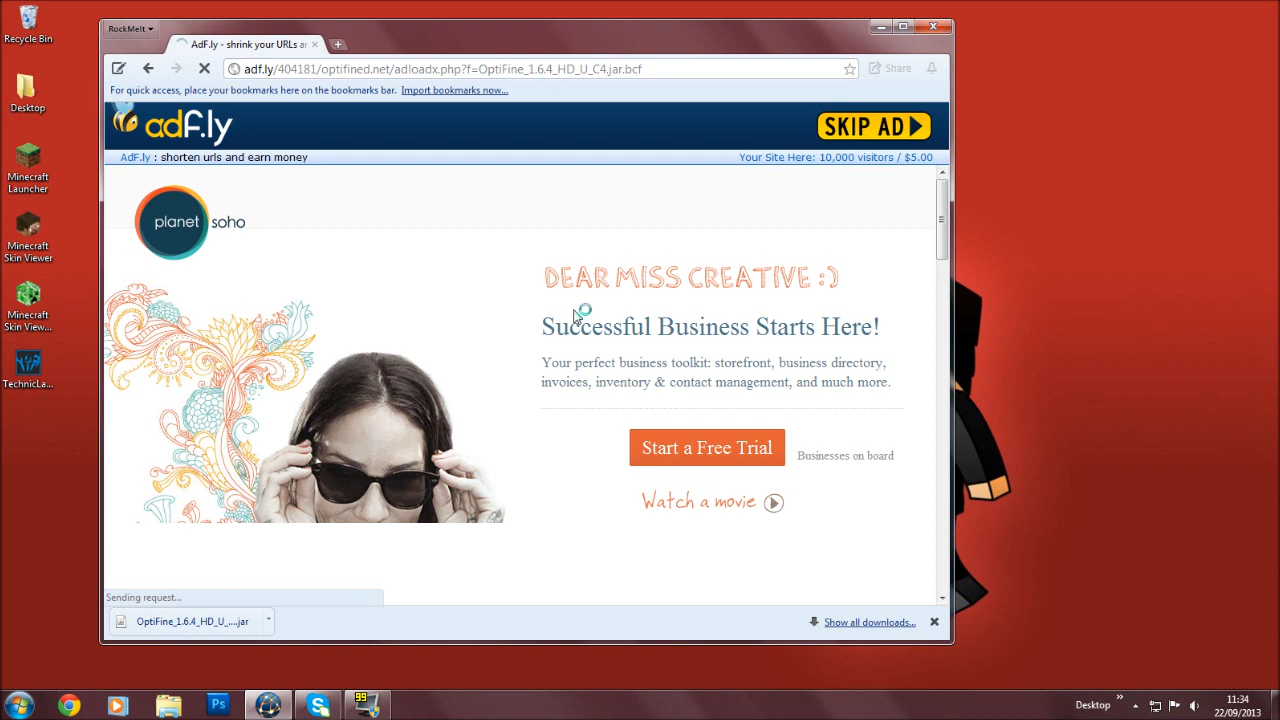 Recycle Bin
Desktop
Minecraft
Launcher
Minecraft
Skin Viewer
Minecraft
Skin View...
TechnicLa...
RockMelt
AdF.ly - shrink your URLs ar
adf.ly/404181/optifined.net/adloadx.php?f=OptiFine_1.6.4_HD_U_C4.jar.bcf
Share
For quick access, place your bookmarks here on the bookmarks bar. Import bookmarks now...
adf.ly
SKIP AD
AdF.ly : shorten urls and earn money
Your Site Here: 10,000 visitors / $5.00
planet soho
DEAR MISS CREATIVE :)
Successful Business Starts Here!
Your perfect business toolkit: storefront, business directory,
invoices, inventory & contact management, and much more.
Start a Free Trial
Businesses on board
Watch a movie
Sending request...
OptiFine_1.6.4_HD_U_....jar
Show all downloads...
Ps
99
Desktop
11:34
22/09/2013